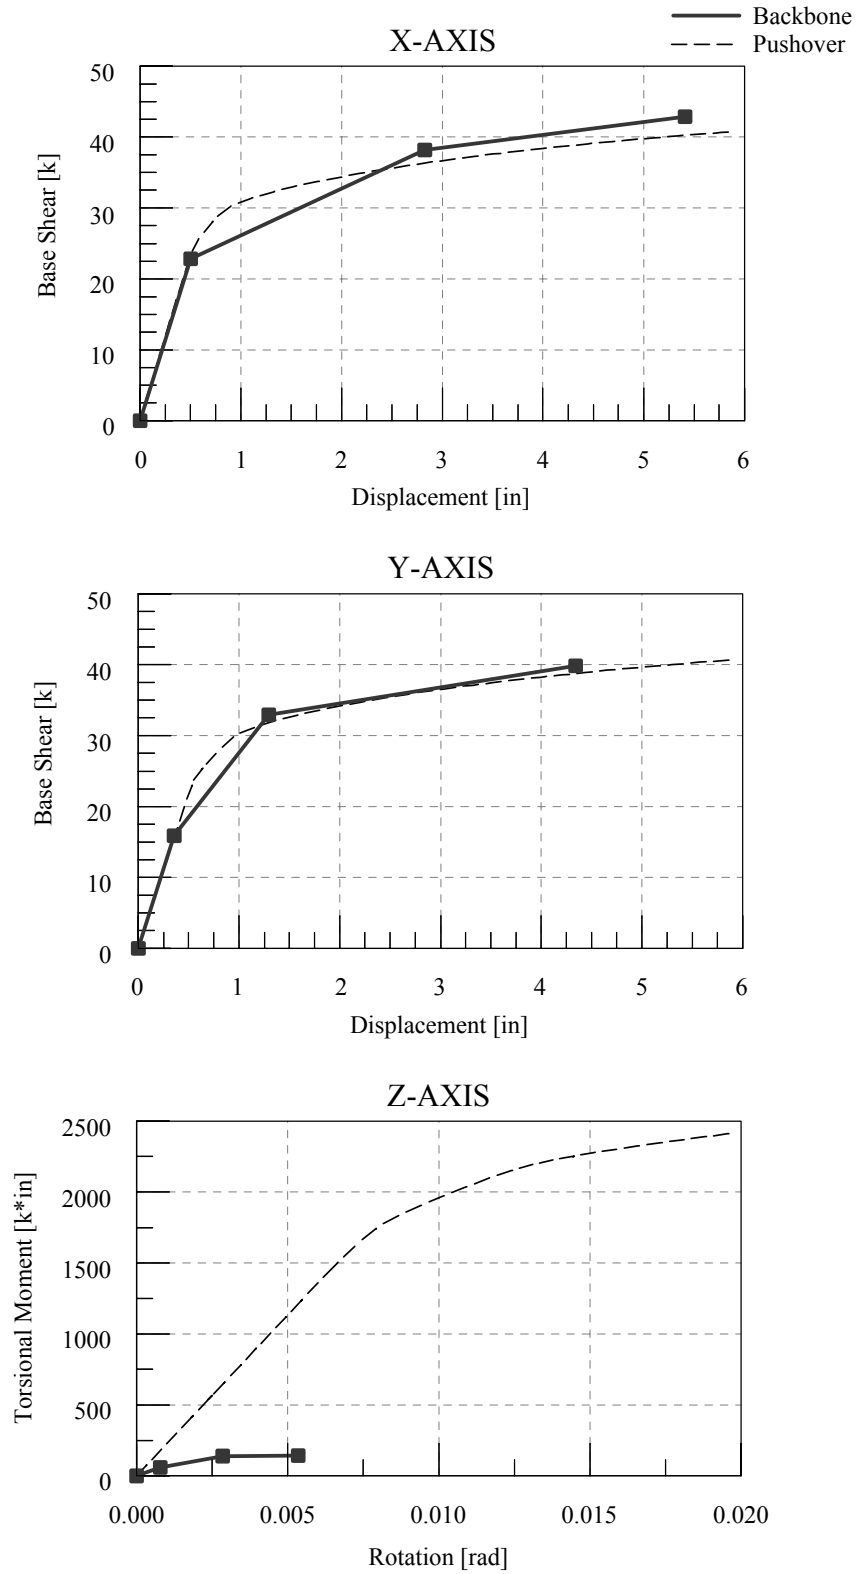 Backbone
Pushover
X-AXIS
50
40
30
20
10
0
Base Shear [k]
0 1 2 3 4 5 6
Displacement [in]
Y-AXIS
50
40
30
20
10
0
Base Shear [k]
0 1 2 3 4 5 6
Displacement [in]
Z-AXIS
2500
2000
1500
1000
500
0
Torsional Moment [k*in]
0.000 0.005 0.010 0.015 0.020
Rotation [rad]